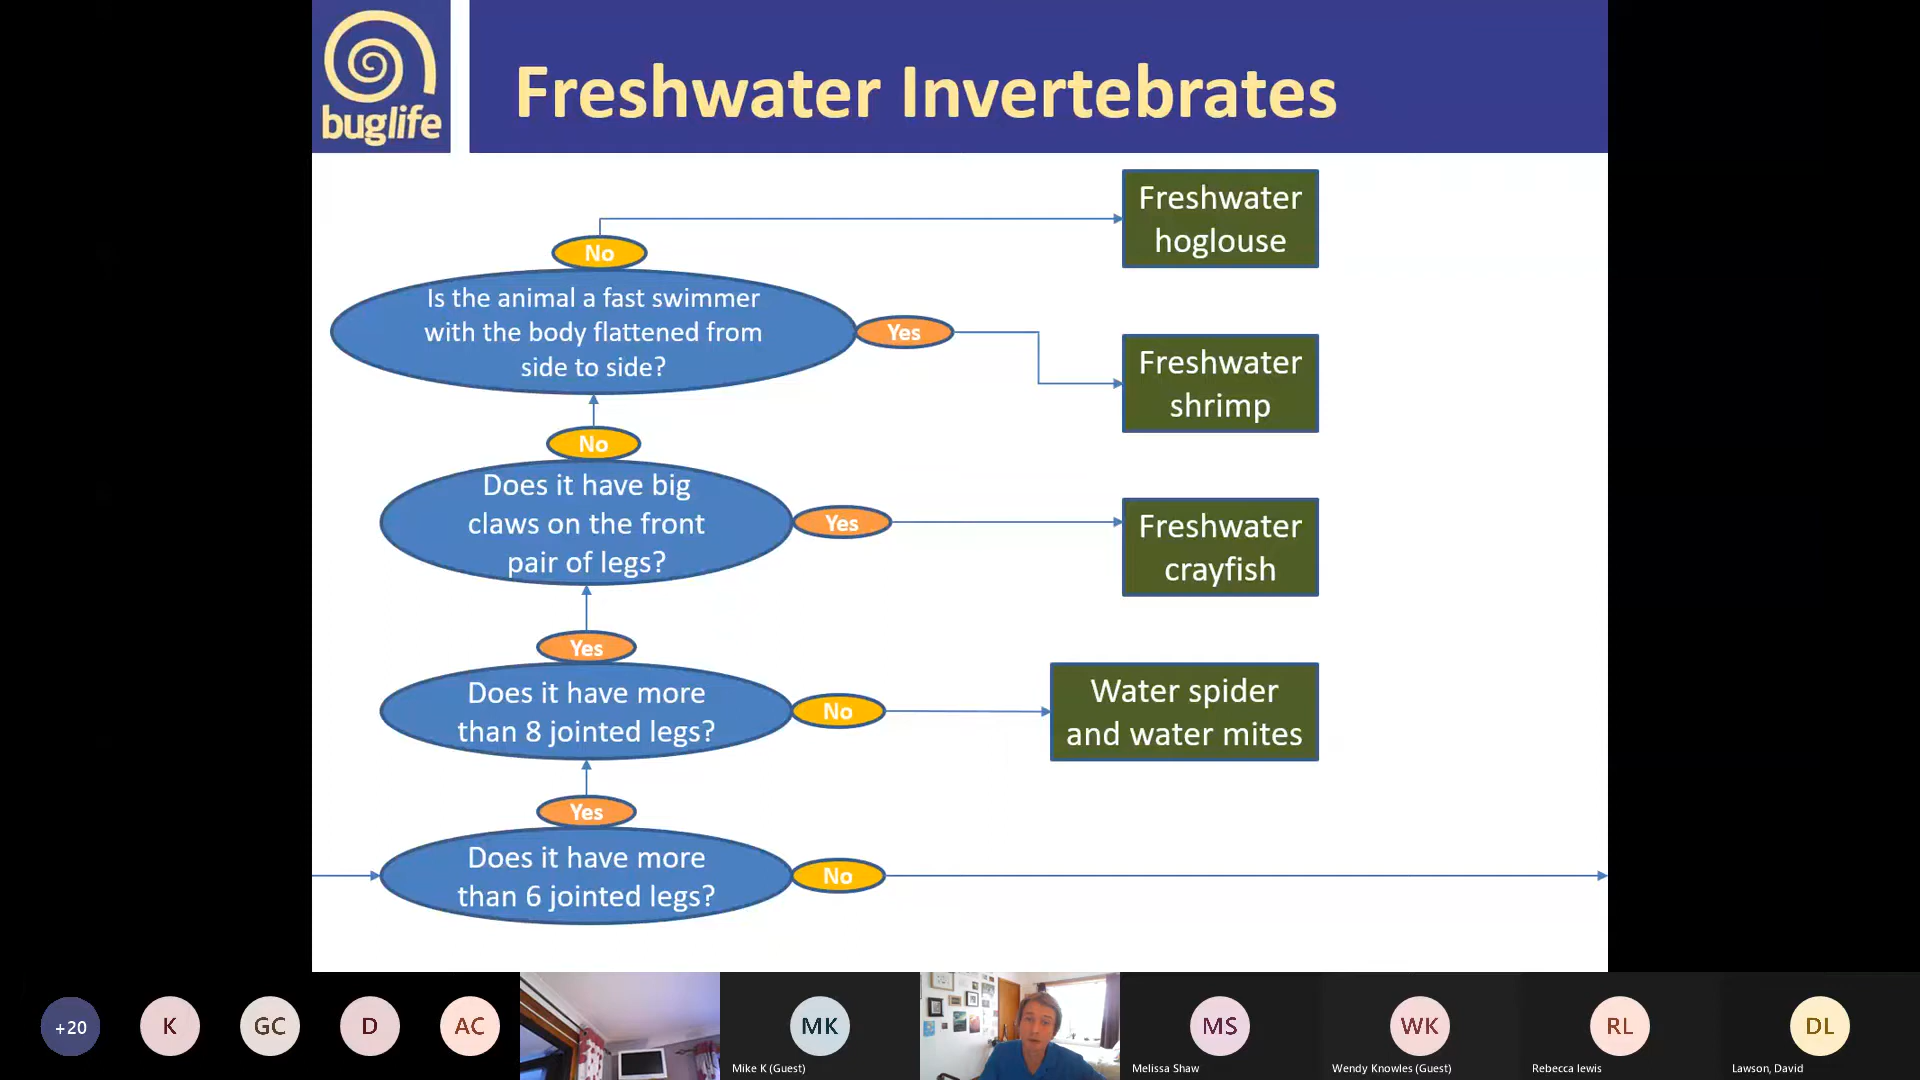 buglife
Freshwater Invertebrates
Freshwater
hoglouse
No
Is the animal a fast swimmer
with the body flattened from
side to side?
Yes
Freshwater
shrimp
No
Does it have big
claws on the front
pair of legs?
Yes
Freshwater
crayfish
Yes
Does it have more
than 8 jointed legs?
No
Water spider
and water mites
Yes
Does it have more
than 6 jointed legs?
No
+20
K
GC
D
AC
MK
Mike K (Guest)
MS
Melissa Shaw
WK
Wendy Knowles (Guest)
RL
Rebecca lewis
DL
Lawson, David